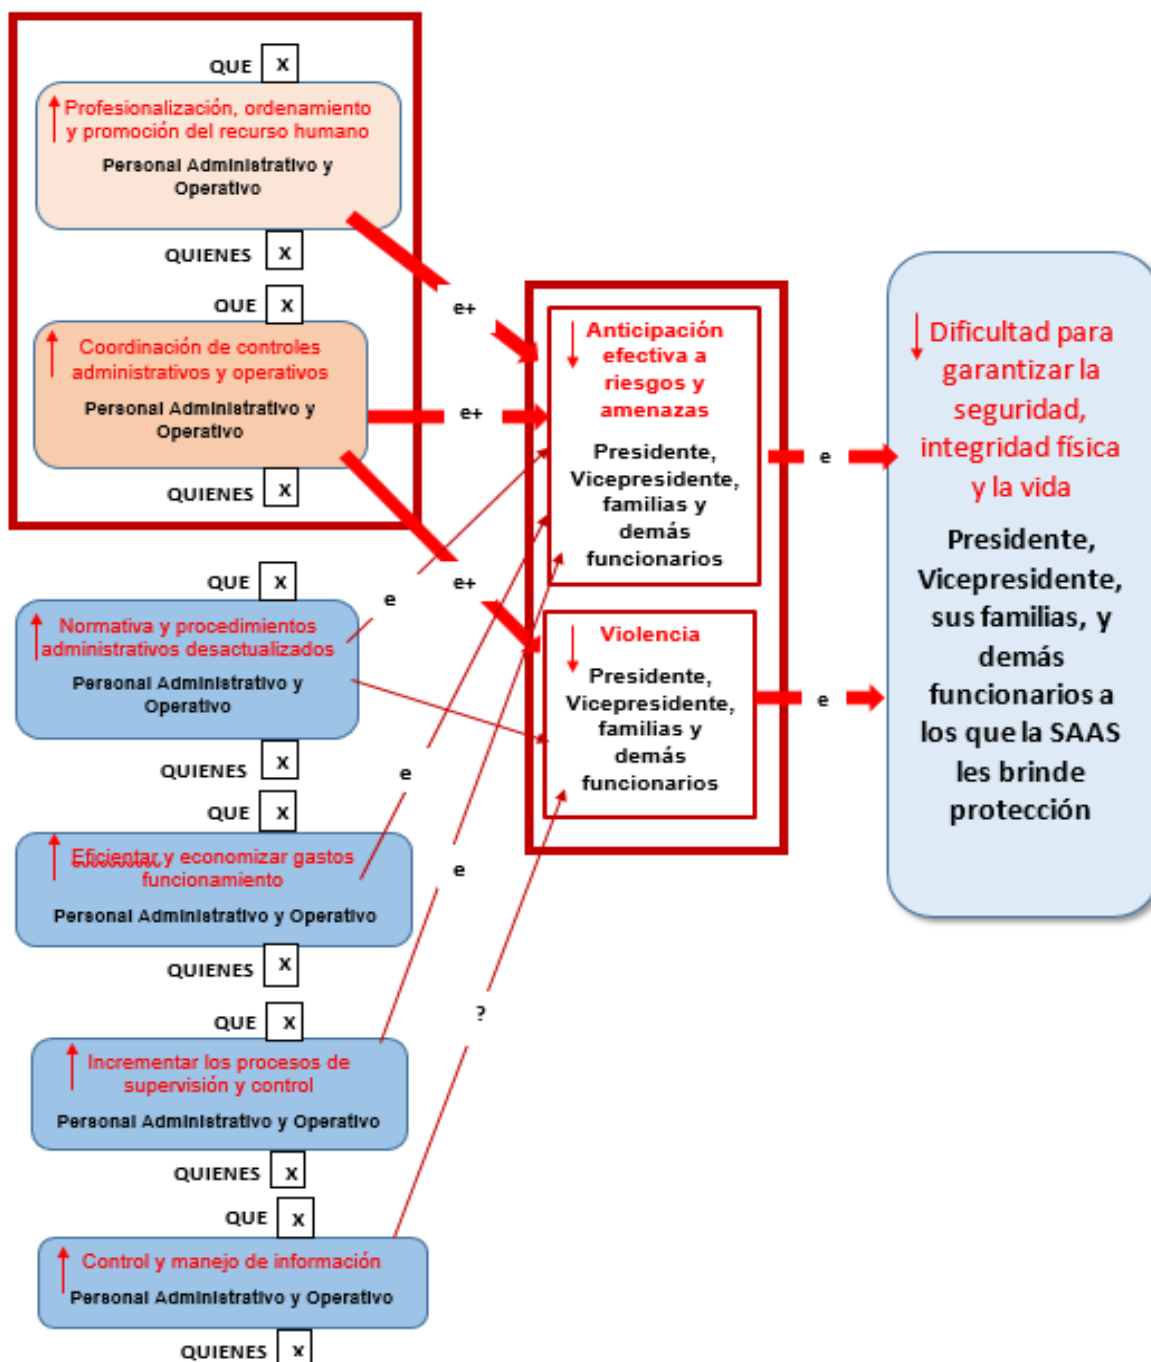 QUE X
Profesionalización, ordenamiento
y promoción del recurso humano
Personal Administrativo y
Operativo
QUIENES X
QUE X
Coordinación de controles
administrativos y operativos
Personal Administrativo y
Operativo
QUIENES X
QUE X
Normativa y procedimientos
administrativos desactualizados
Personal Administrativo y
Operativo
QUIENES X
QUE X
Eficientar y economizar gastos
funcionamiento
Personal Administrativo y Operativo
QUIENES X
QUE X
Incrementar los procesos de
supervisión y control
Personal Administrativo y Operativo
QUIENES X
QUE X
Control y manejo de información
Personal Administrativo y Operativo
QUIENES X
e+
e+
e+
e
e
e
?
Anticipación
efectiva a
riesgos y
amenazas
Presidente,
Vicepresidente,
familias y
demás
funcionarios
Violencia
Presidente,
Vicepresidente,
familias y
demás
funcionarios
e
e
Dificultad para
garantizar la
seguridad,
integridad física
y la vida
Presidente,
Vicepresidente,
sus familias, y
demás
funcionarios a
los que la SAAS
les brinde
protección